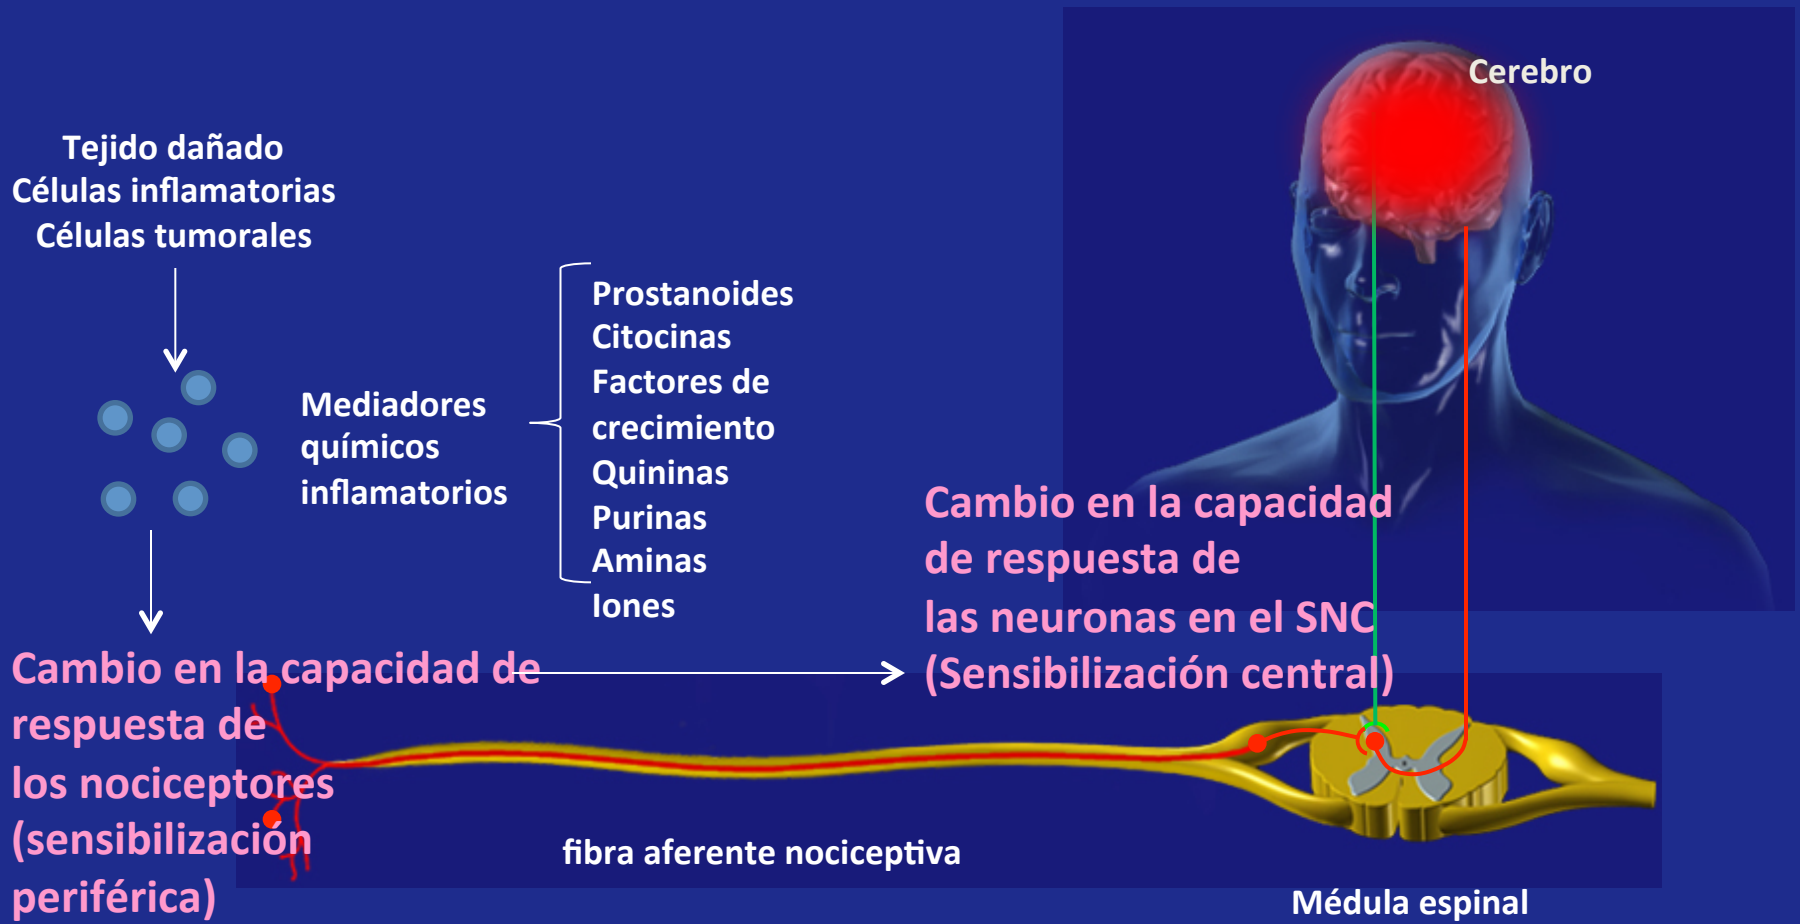 Cerebro
Tejido dañado
Células inflamatorias
Células tumorales
Mediadores
químicos
inflamatorios
Prostanoides
Citocinas
Factores de
crecimiento
Quininas
Purinas
Aminas
Iones
Cambio en la capacidad
de respuesta de
las neuronas en el SNC
(Sensibilización central)
Cambio en la capacidad de
respuesta de
los nociceptores
(sensibilización
periférica)
fibra aferente nociceptiva
Médula espinal